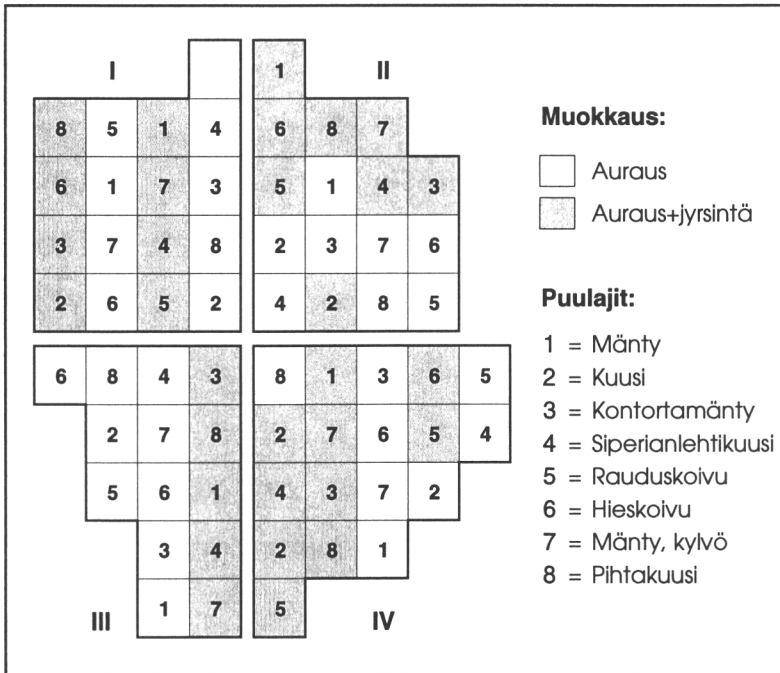 I II
1
8 5 1 4 6 8 7
6 1 7 3 5 1 4 3
3 7 4 8 2 3 7 6
2 6 5 2 4 2 8 5
6 8 4 3 8 1 3 6 5
2 7 8 2 7 6 5 4
5 6 1 4 3 7 2
3 4 2 8 1
1 7 5
III IV
Muokkaus:
Auraus
Auraus+jyrsintä
Puulajit:
1 = Mänty
2 = Kuusi
3 = Kontortamänty
4 = Siperianlehtikuusi
5 = Rauduskoivu
6 = Hieskoivu
7 = Mänty, kylvö
8 = Pihtakuusi